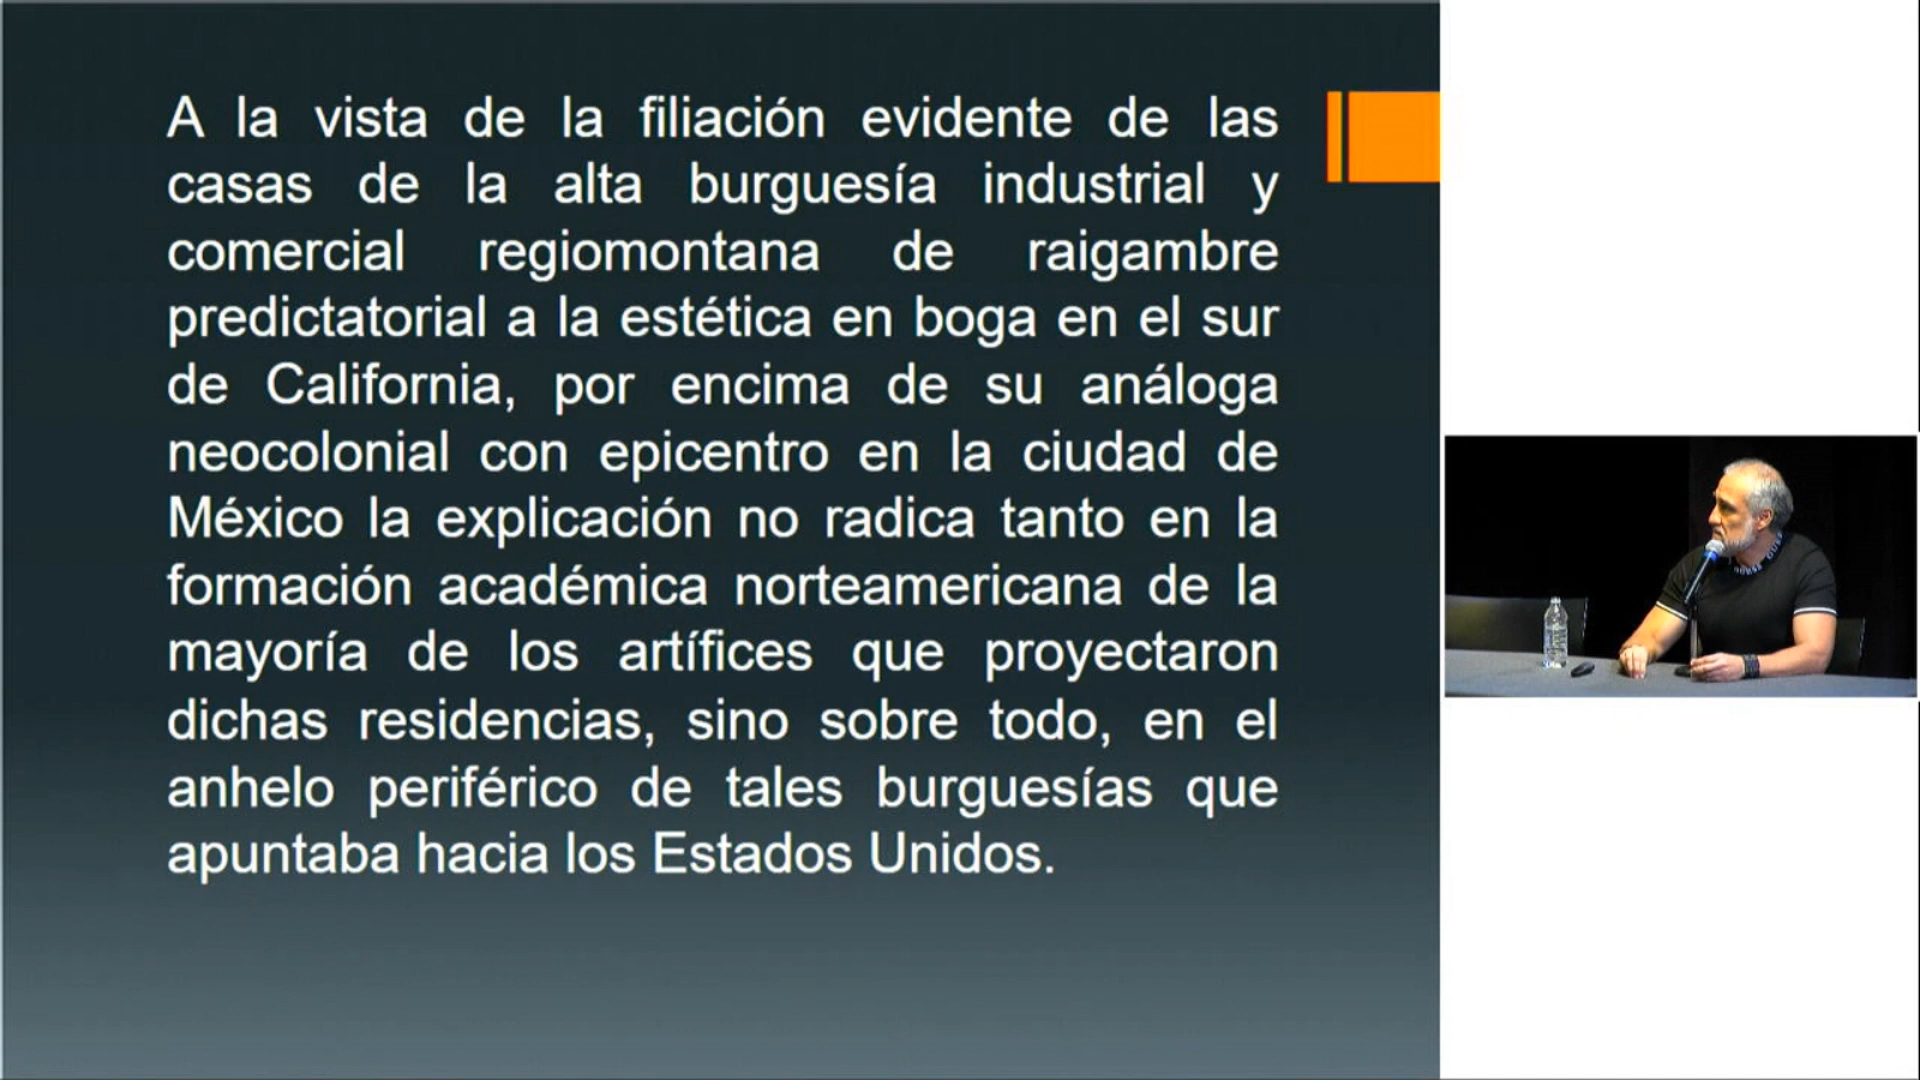 A la vista de la filiación evidente de las
casas de la alta burguesía industrial y
comercial regiomontana de raigambre
predictatorial a la estética en boga en el sur
de California, por encima de su análoga
neocolonial con epicentro en la ciudad de
México la explicación no radica tanto en la
formación académica norteamericana de la
mayoría de los artífices que proyectaron
dichas residencias, sino sobre todo, en el
anhelo periférico de tales burguesías que
apuntaba hacia los Estados Unidos.